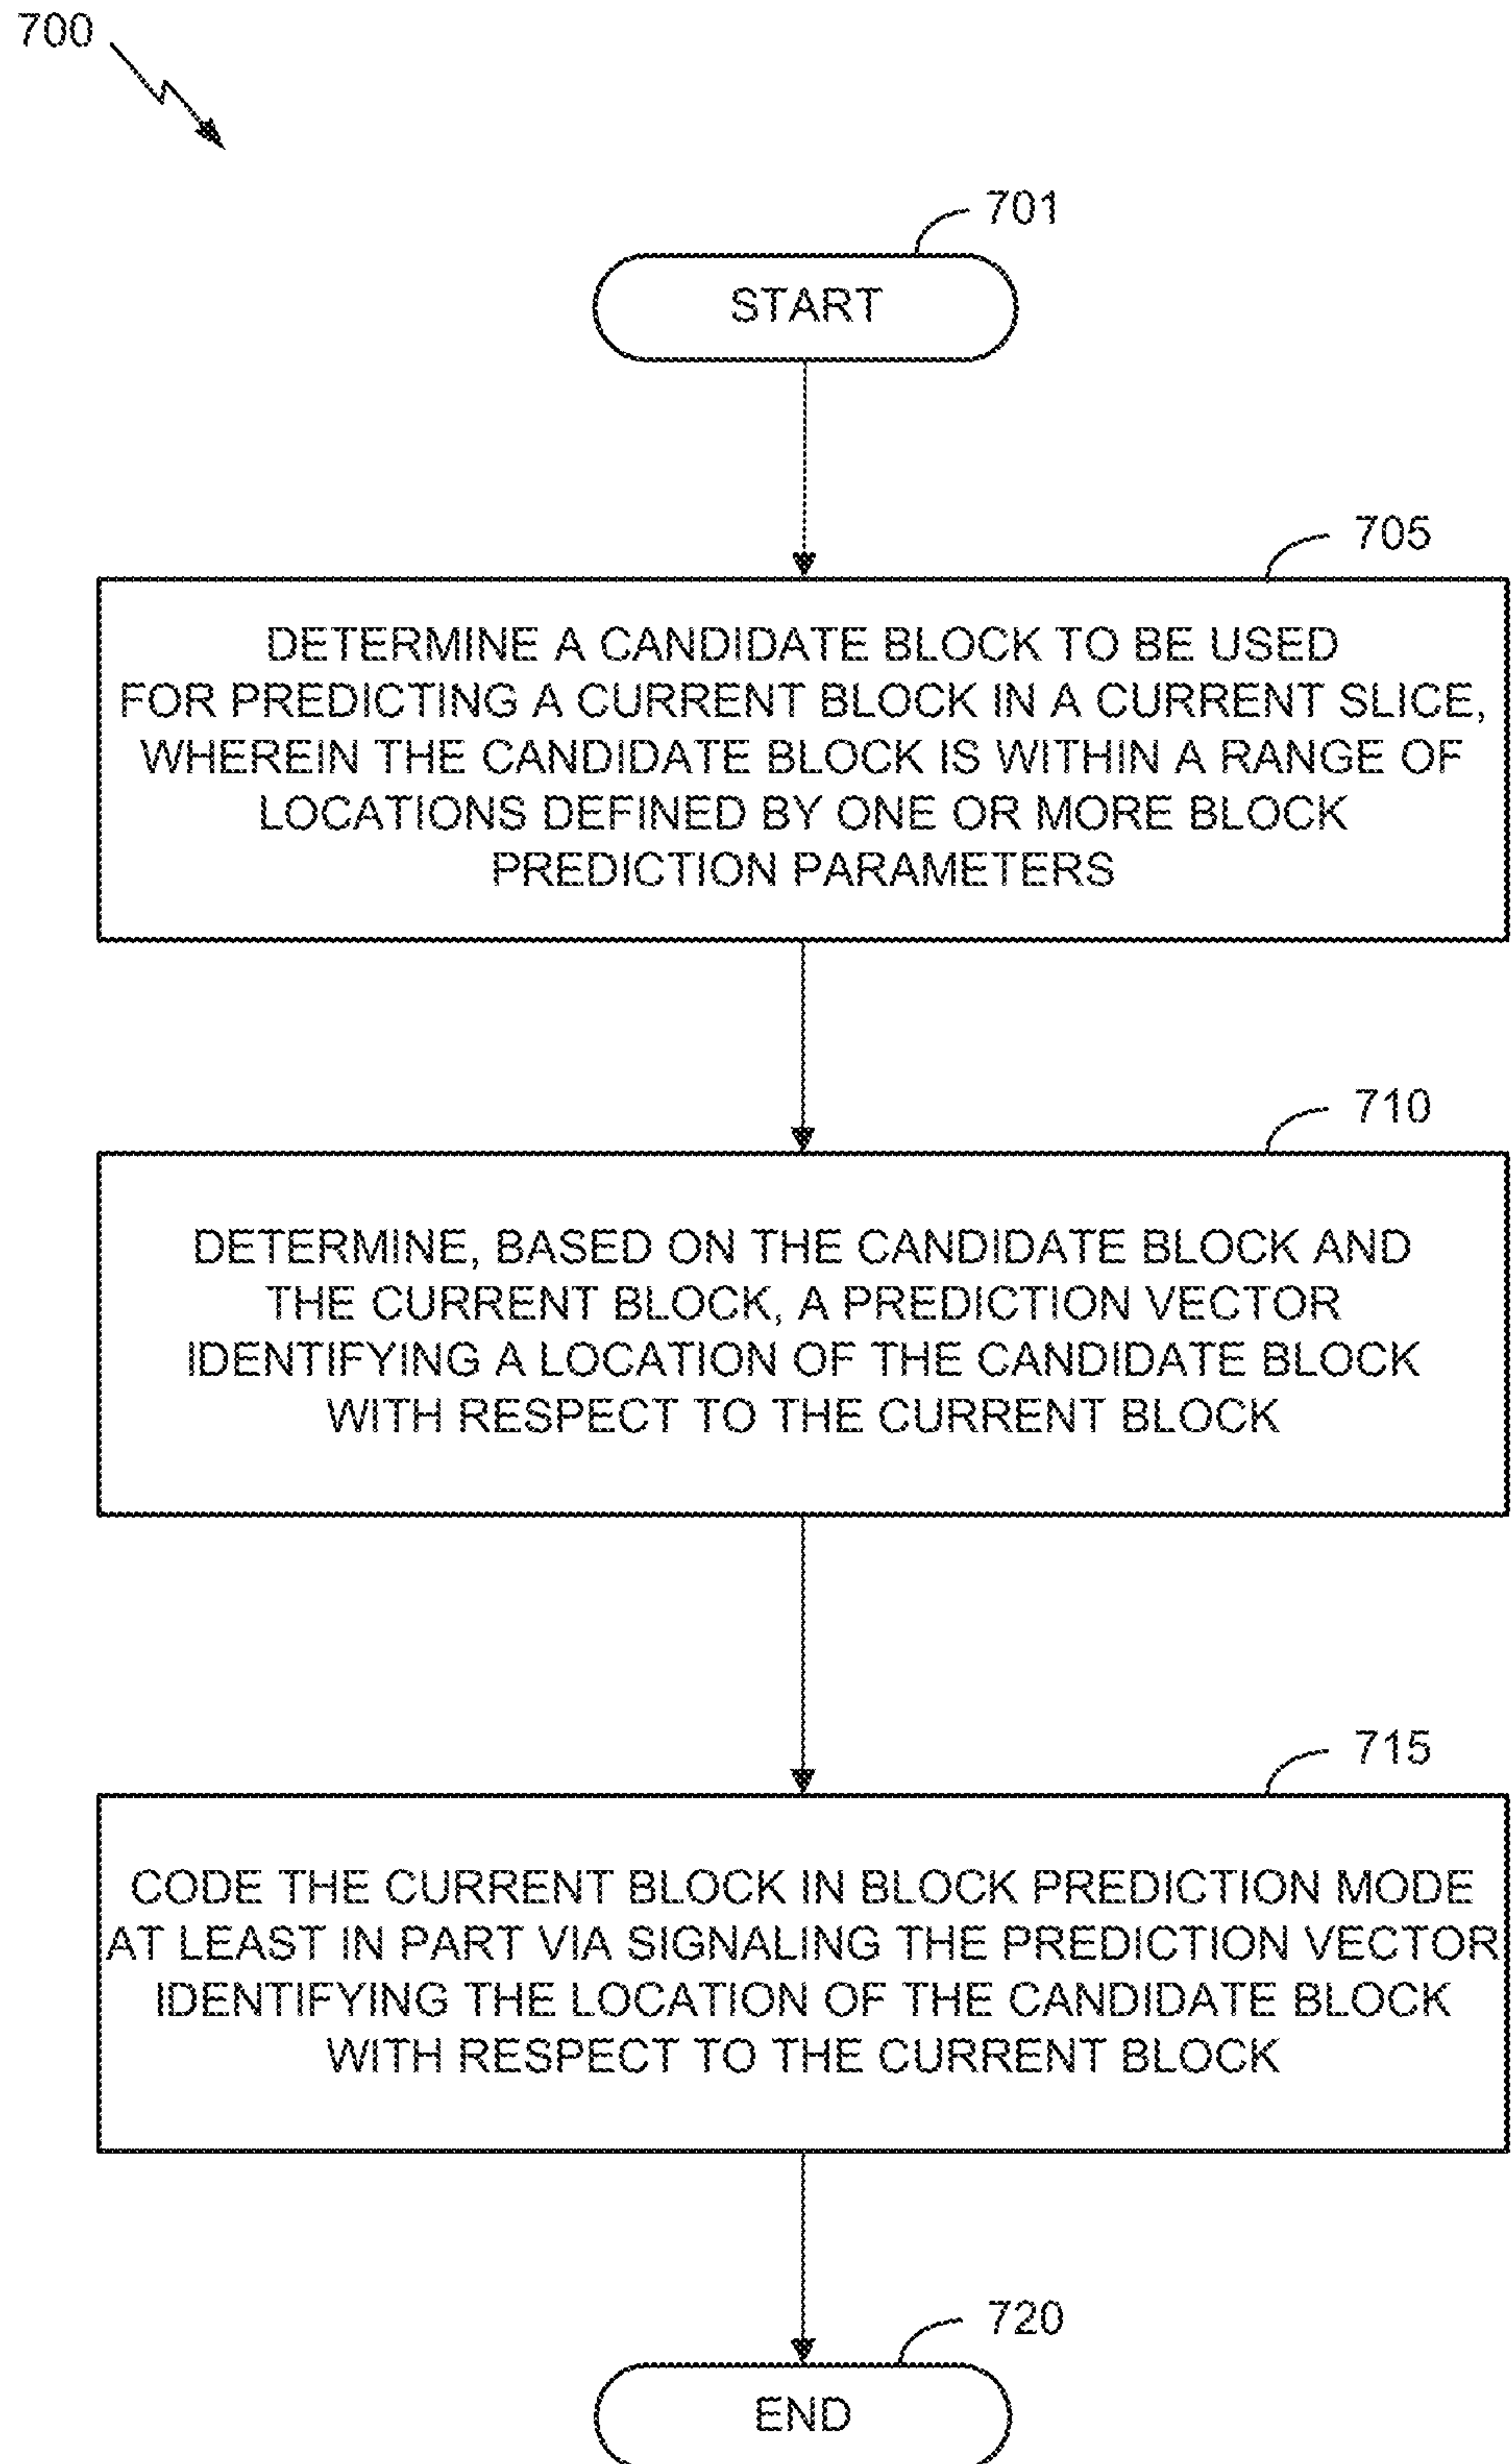 700
701
START
705
DETERMINE A CANDIDATE BLOCK TO BE USED
FOR PREDICTING A CURRENT BLOCK IN A CURRENT SLICE,
WHEREIN THE CANDIDATE BLOCK IS WITHIN A RANGE OF
LOCATIONS DEFINED BY ONE OR MORE BLOCK
PREDICTION PARAMETERS
710
DETERMINE, BASED ON THE CANDIDATE BLOCK AND
THE CURRENT BLOCK, A PREDICTION VECTOR
IDENTIFYING A LOCATION OF THE CANDIDATE BLOCK
WITH RESPECT TO THE CURRENT BLOCK
715
CODE THE CURRENT BLOCK IN BLOCK PREDICTION MODE
AT LEAST IN PART VIA SIGNALING THE PREDICTION VECTOR
IDENTIFYING THE LOCATION OF THE CANDIDATE BLOCK
WITH RESPECT TO THE CURRENT BLOCK
720
END